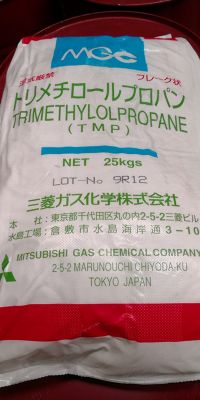 MGC
湿気厳禁 フレーク状
トリメチロールプロパン
TRIMETHYLOLPROPANE
(TMP)
NET 25kgs
LOT-No 9R12
三菱ガス化学株式会社
本社:東京都千代田区丸の内2-5-2三菱ビル
水島工場:倉敷市水島海岸通3-10
MITSUBISHI GAS CHEMICAL COMPANY
2-5-2 MARUNOUCHI CHIYODA-KU
TOKYO JAPAN